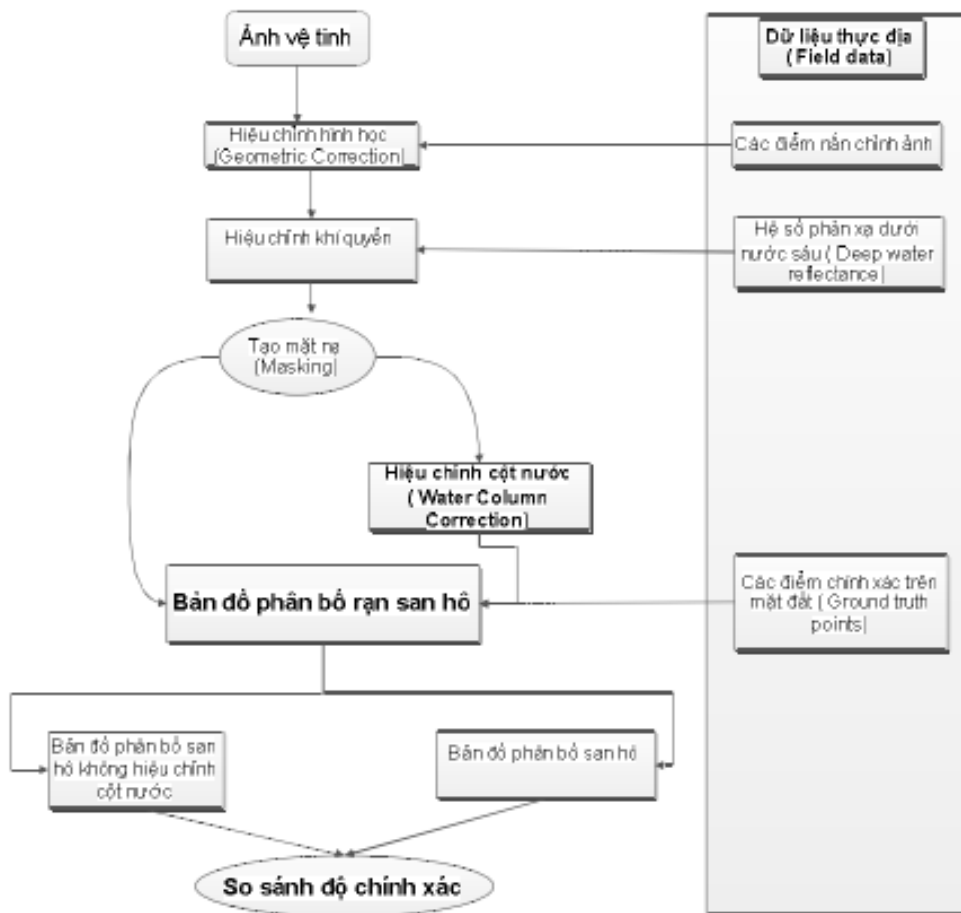 Ảnh vệ tinh
Dữ liệu thực địa
( Field data)
Hiệu chỉnh hình học
(Geometric Correction)
Các điểm nắn chỉnh ảnh
Hiệu chỉnh khí quyển
Hệ số phản xạ dưới
nước sâu ( Deep water
reflectance)
Tạo mặt nạ
(Masking)
Hiệu chỉnh cột nước
( Water Column
Correction)
Bản đồ phân bố rạn san hô
Các điểm chính xác trên
mặt đất ( Ground truth
points)
Bản đồ phân bố san
hô không hiệu chỉnh
cột nước
Bản đồ phân bố san hô
So sánh độ chính xác